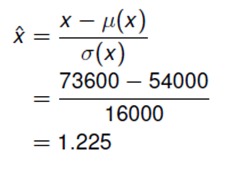 x̂ = x − μ(x) / σ(x)
= 73600 − 54000 / 16000
= 1.225